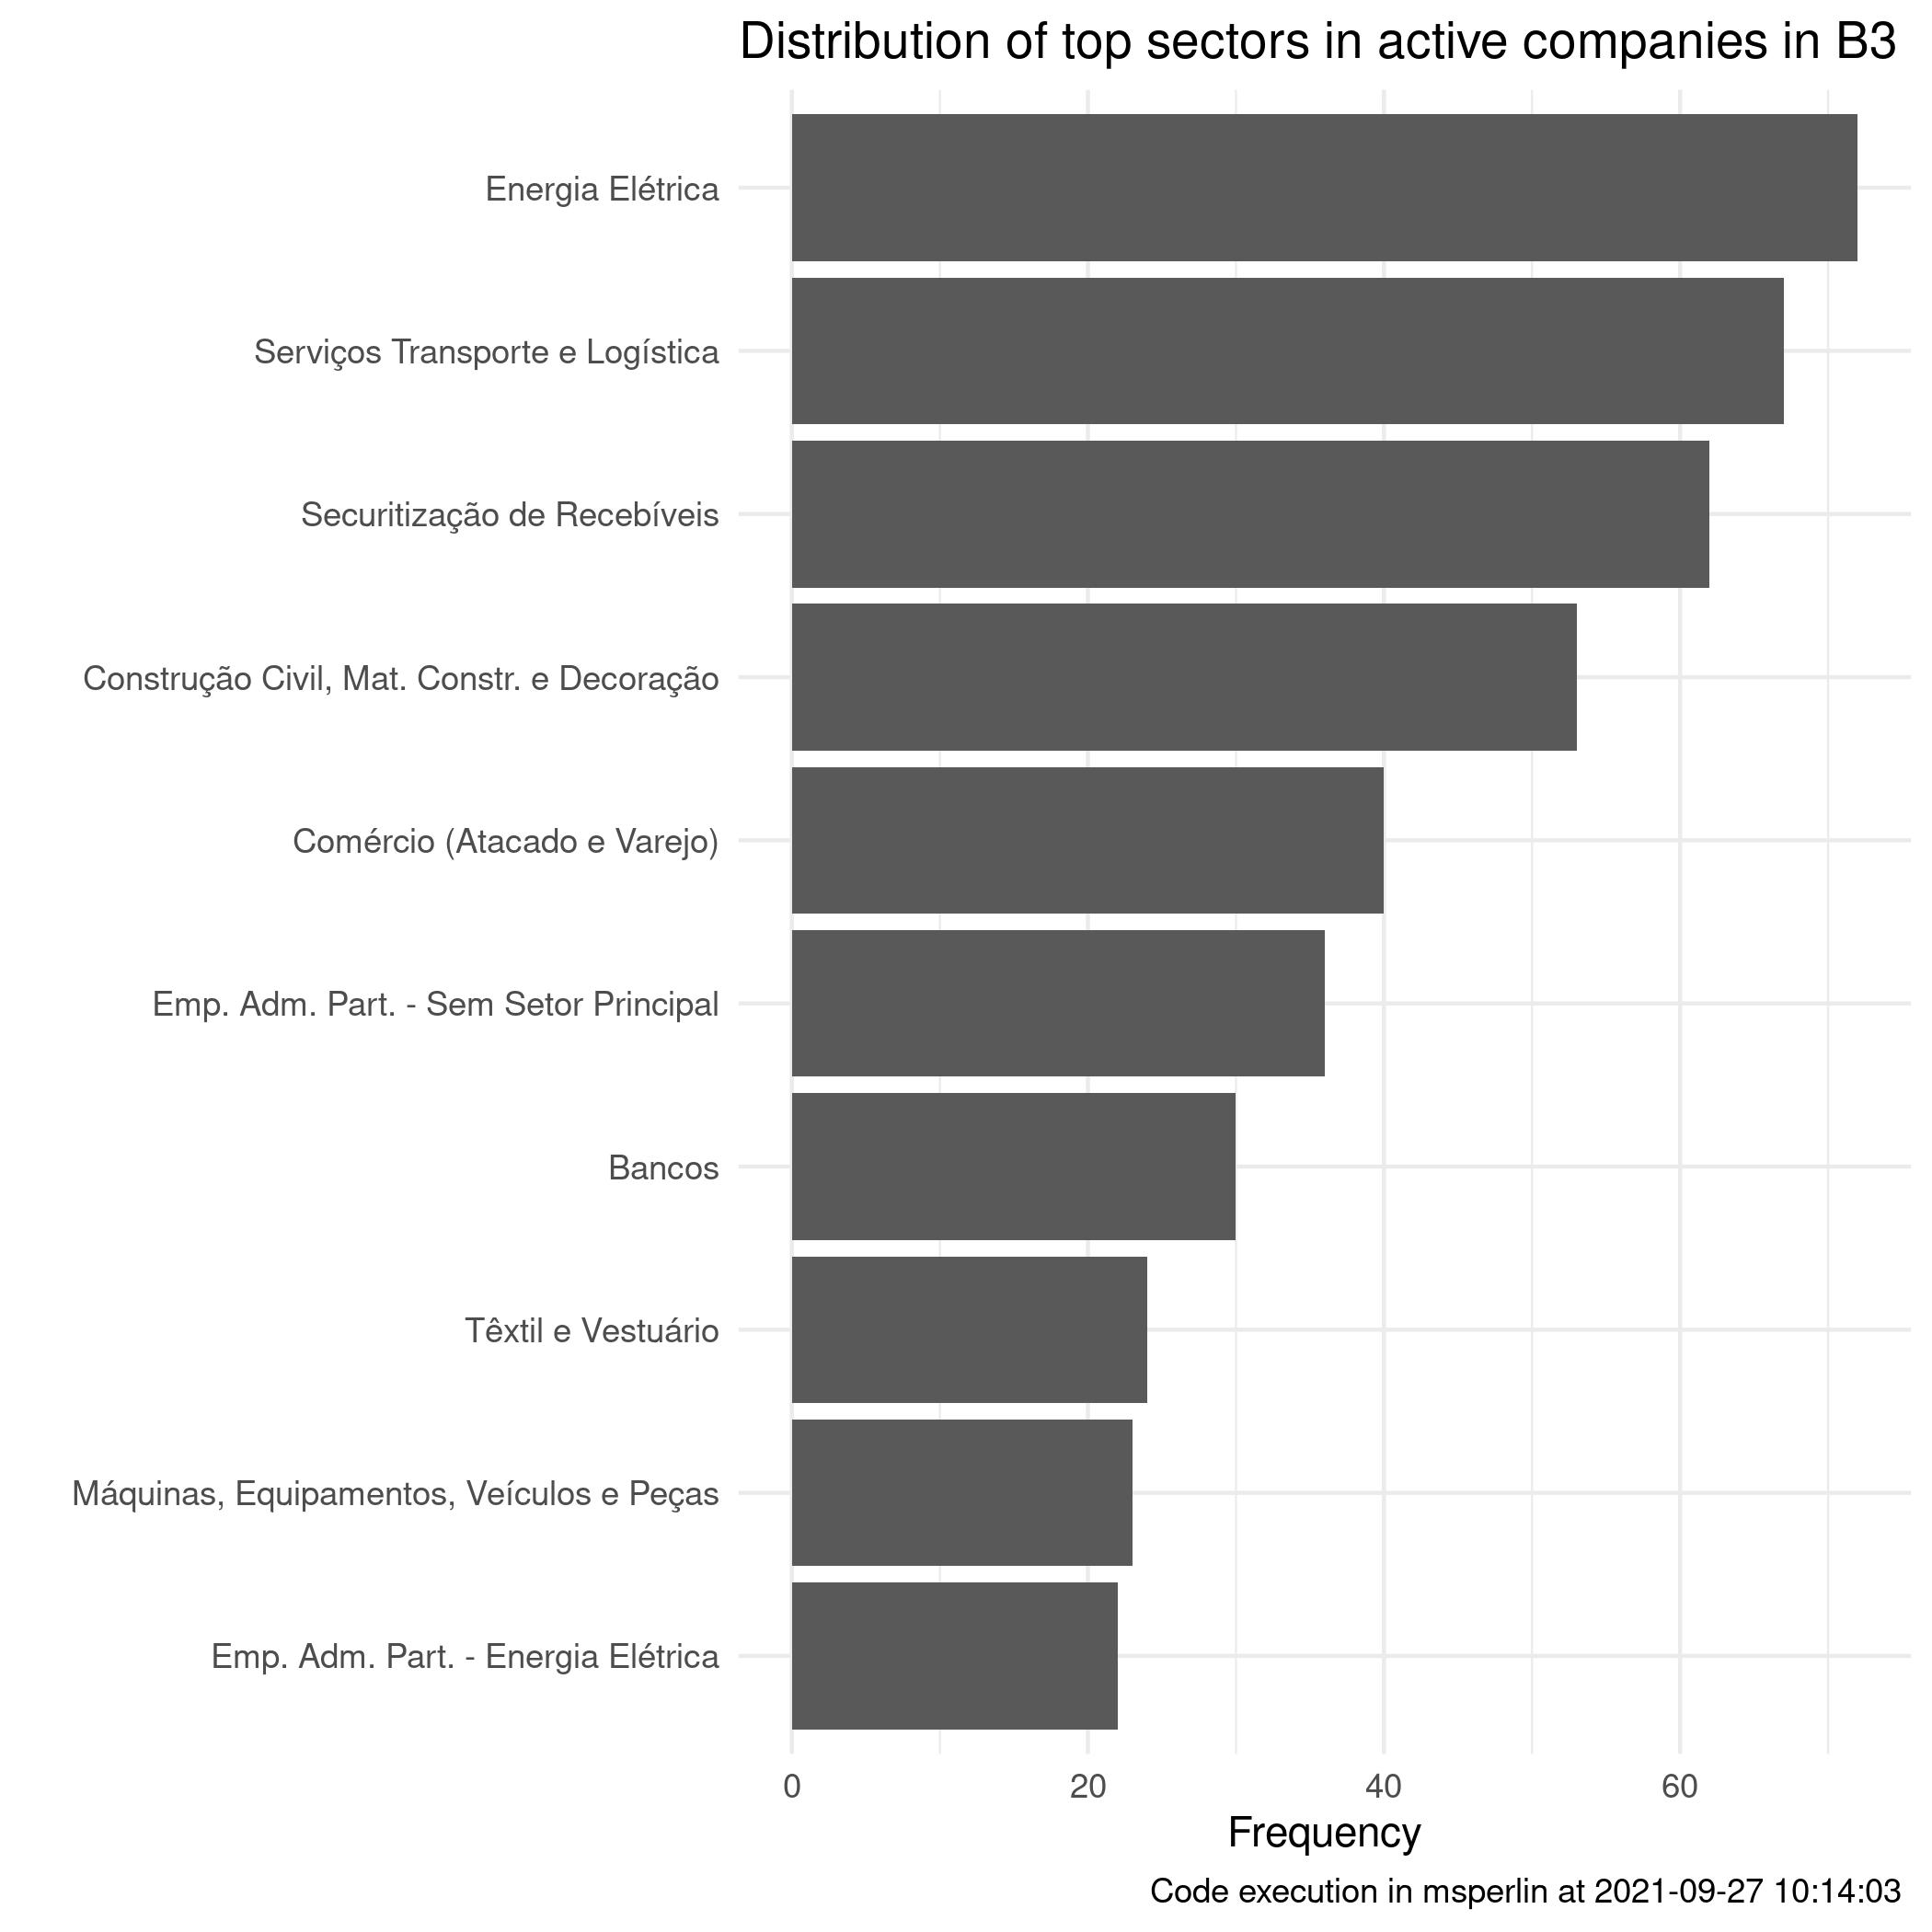 Distribution of top sectors in active companies in B3
Energia Elétrica
Serviços Transporte e Logística
Securitização de Recebíveis
Construção Civil, Mat. Constr. e Decoração
Comércio (Atacado e Varejo)
Emp. Adm. Part. - Sem Setor Principal
Bancos
Têxtil e Vestuário
Máquinas, Equipamentos, Veículos e Peças
Emp. Adm. Part. - Energia Elétrica
0 20 40 60
Frequency
Code execution in msperlin at 2021-09-27 10:14:03